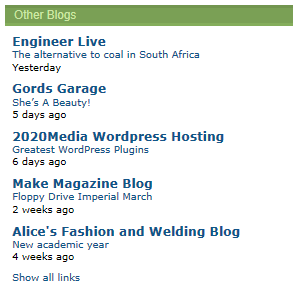 Other Blogs
Engineer Live
The alternative to coal in South Africa
Yesterday
Gords Garage
She's A Beauty!
5 days ago
2020Media Wordpress Hosting
Greatest WordPress Plugins
6 days ago
Make Magazine Blog
Floppy Drive Imperial March
2 weeks ago
Alice's Fashion and Welding Blog
New academic year
4 weeks ago
Show all links